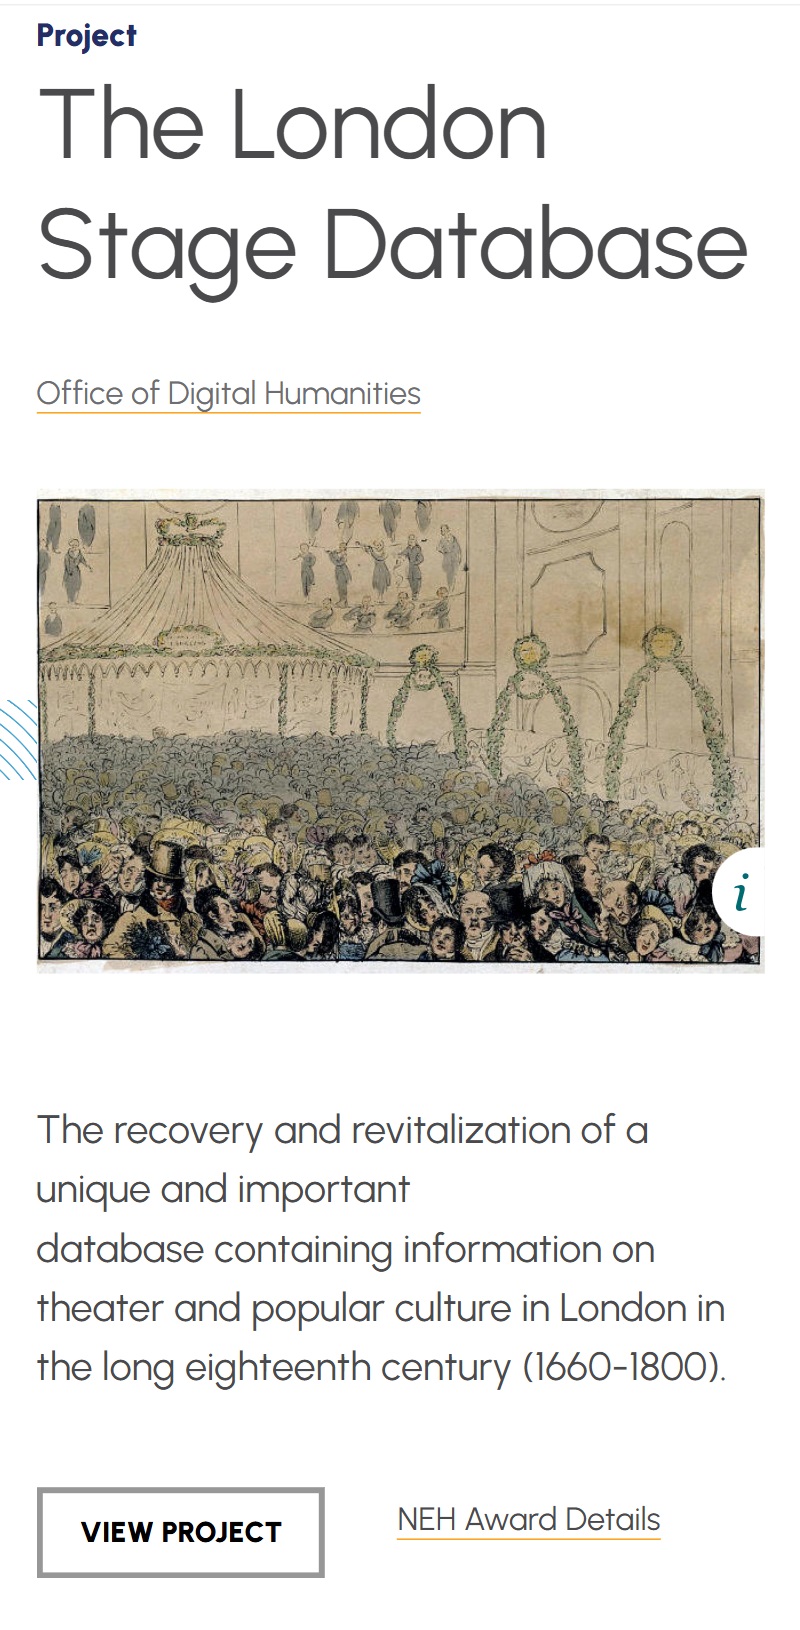 Project
The London
Stage Database
Office of Digital Humanities
i
The recovery and revitalization of a
unique and important
database containing information on
theater and popular culture in London in
the long eighteenth century (1660-1800).
VIEW PROJECT
NEH Award Details